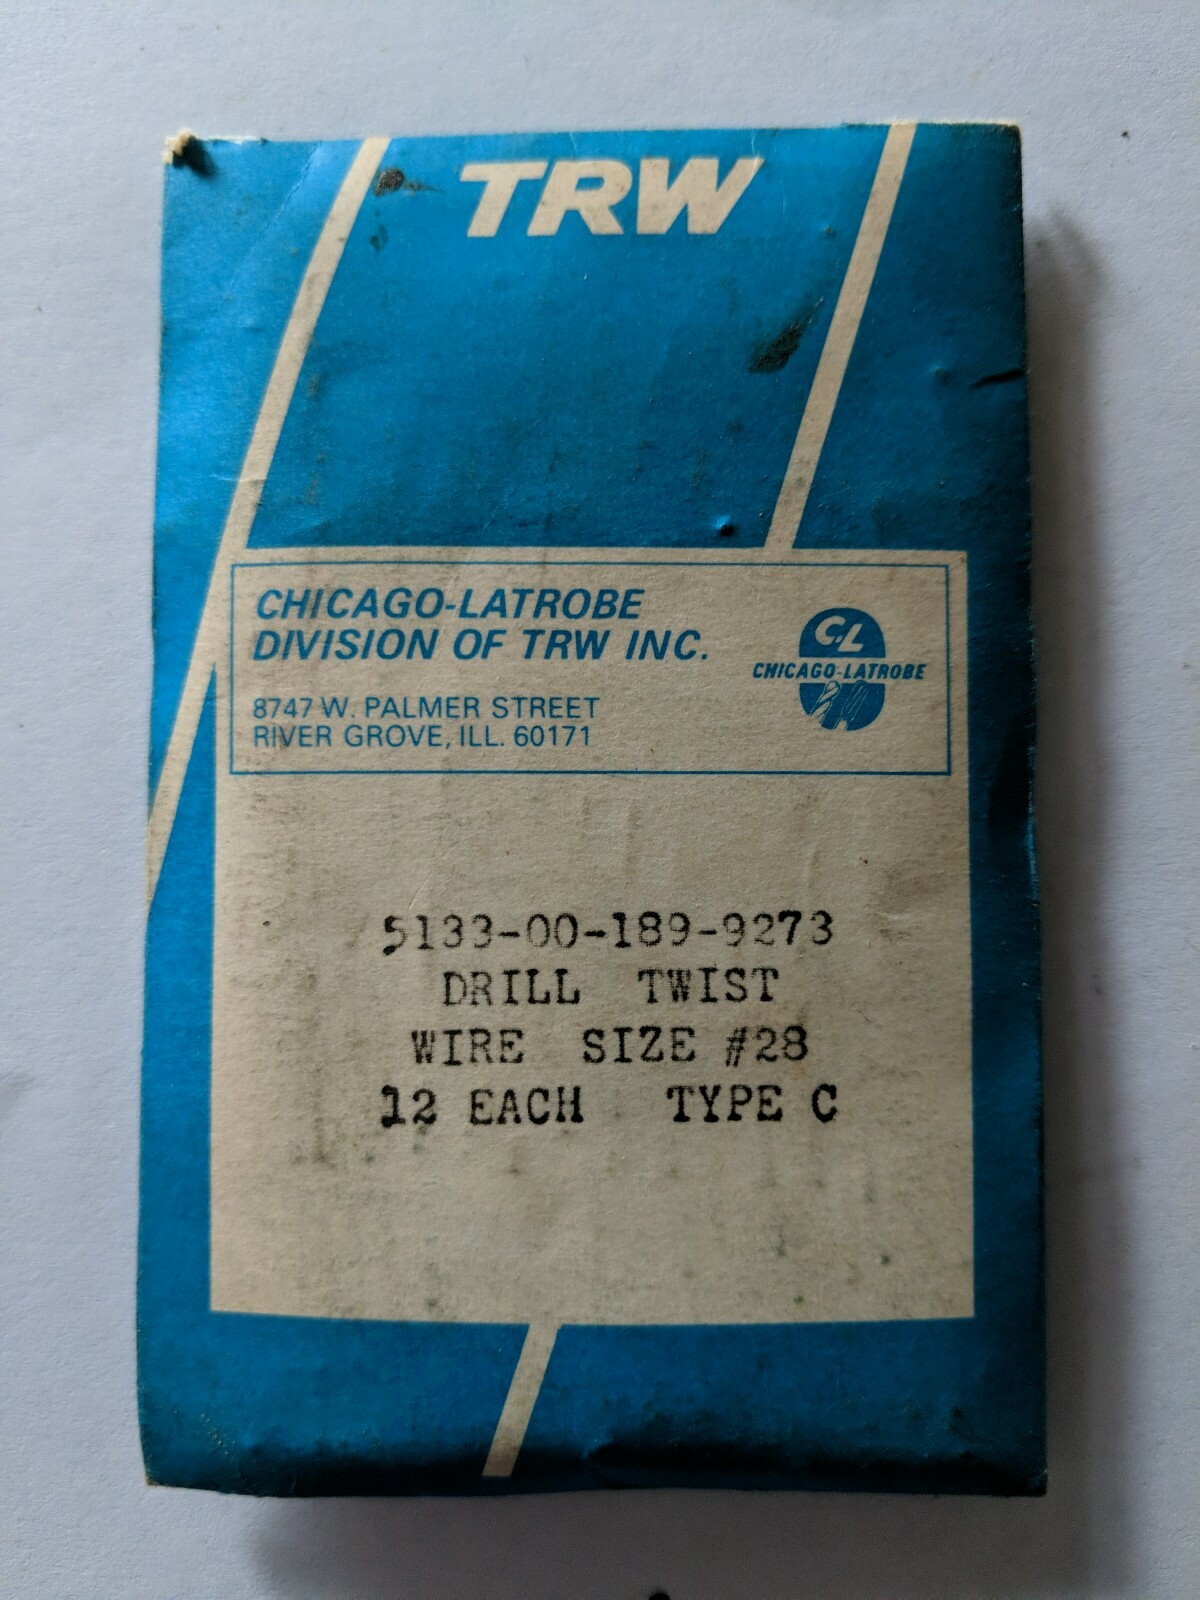 TRW
CHICAGO-LATROBE
DIVISION OF TRW INC.
8747 W. PALMER STREET
RIVER GROVE, ILL. 60171
C-L
CHICAGO-LATROBE
5133-00-189-9273
DRILL TWIST
WIRE SIZE #28
12 EACH TYPE C